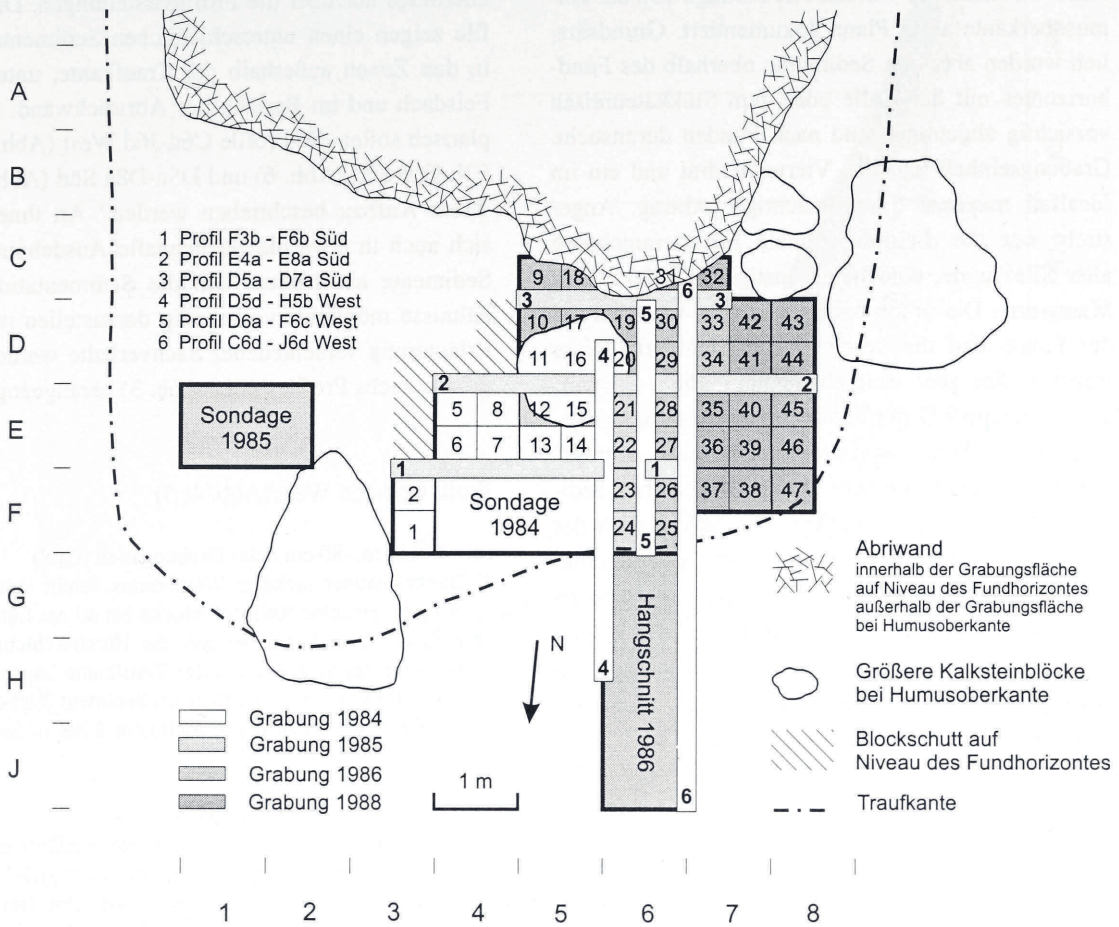 A
B
C
D
E
F
G
H
J
1 Profil F3b - F6b Süd
2 Profil E4a - E8a Süd
3 Profil D5a - D7a Süd
4 Profil D5d - H5b West
5 Profil D6a - F6c West
6 Profil C6d - J6d West
9 18 31 32
6
3 5 3
10 17 19 30 33 42 43
4
11 16 20 29 34 41 44
2 2
5 8 12 15 21 28 35 40 45
6 7 13 14 22 27 36 39 46
1 1
2 23 26 37 38 47
1 24 25
5
Sondage
1985
Sondage
1984
Hangschnitt 1986
4
6
N
Grabung 1984
Grabung 1985
Grabung 1986
Grabung 1988
1 m
Abriwand
innerhalb der Grabungsfläche
auf Niveau des Fundhorizontes
außerhalb der Grabungsfläche
bei Humusoberkante
Größere Kalksteinblöcke
bei Humusoberkante
Blockschutt auf
Niveau des Fundhorizontes
Traufkante
1 2 3 4 5 6 7 8